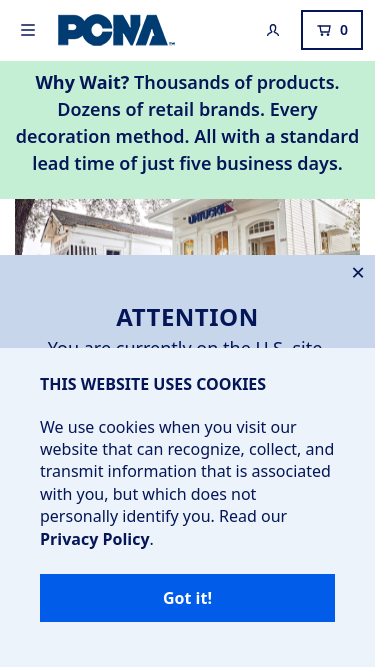 PCNA
0
Why Wait? Thousands of products.
Dozens of retail brands. Every
decoration method. All with a standard
lead time of just five business days.
UNTUCKit
ATTENTION
You are currently on the U.S. site
THIS WEBSITE USES COOKIES
We use cookies when you visit our
website that can recognize, collect, and
transmit information that is associated
with you, but which does not
personally identify you. Read our
Privacy Policy.
Got it!